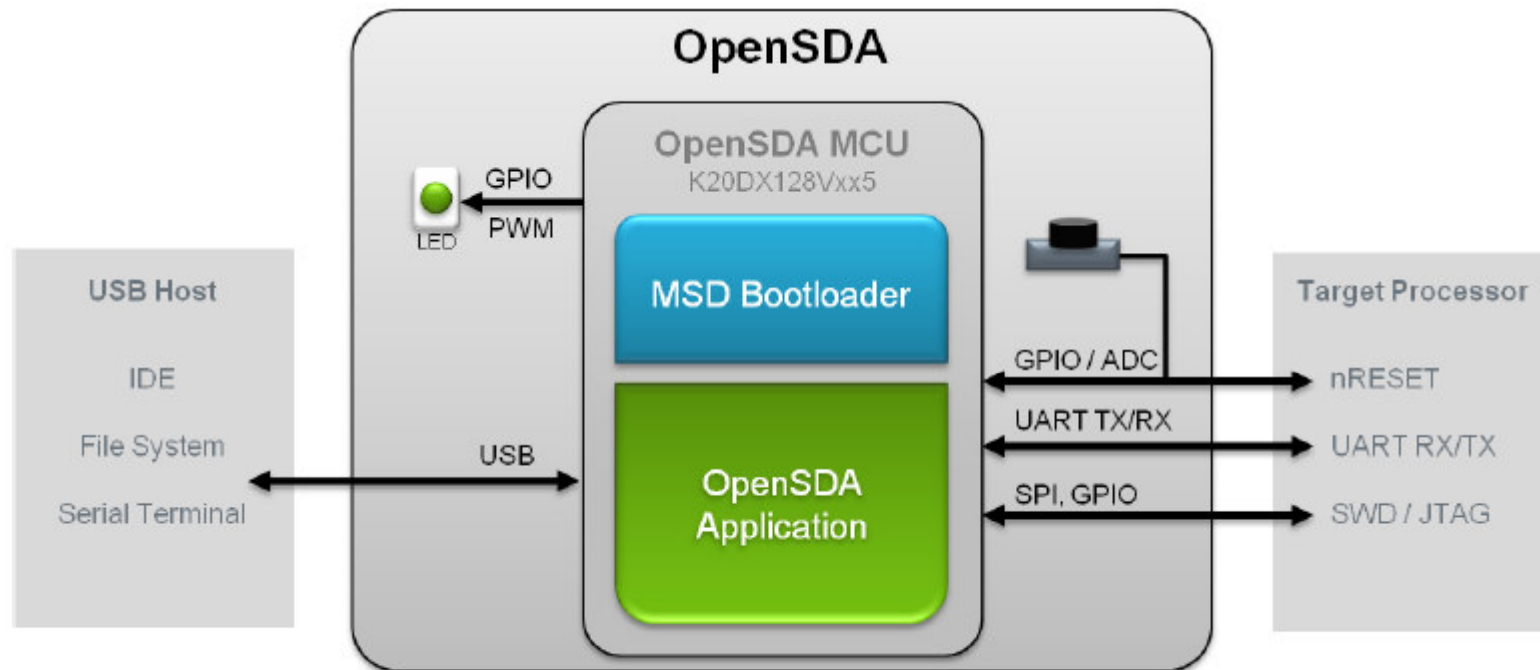 OpenSDA
OpenSDA MCU
K20DX128Vxx5
GPIO
PWM
LED
MSD Bootloader
OpenSDA
Application
USB Host
IDE
File System
Serial Terminal
USB
GPIO / ADC
UART TX/RX
SPI, GPIO
Target Processor
nRESET
UART RX/TX
SWD / JTAG